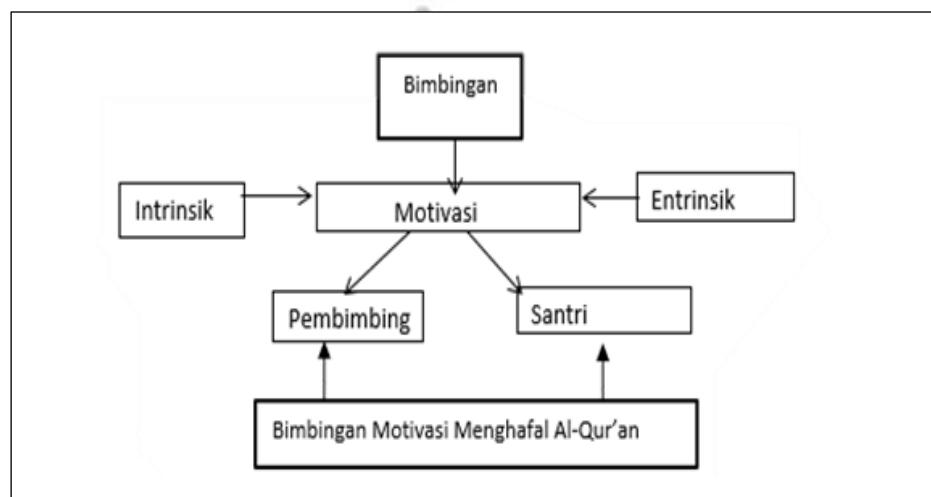 Bimbingan
Intrinsik
Motivasi
Entrinsik
Pembimbing
Santri
Bimbingan Motivasi Menghafal Al-Qur’an